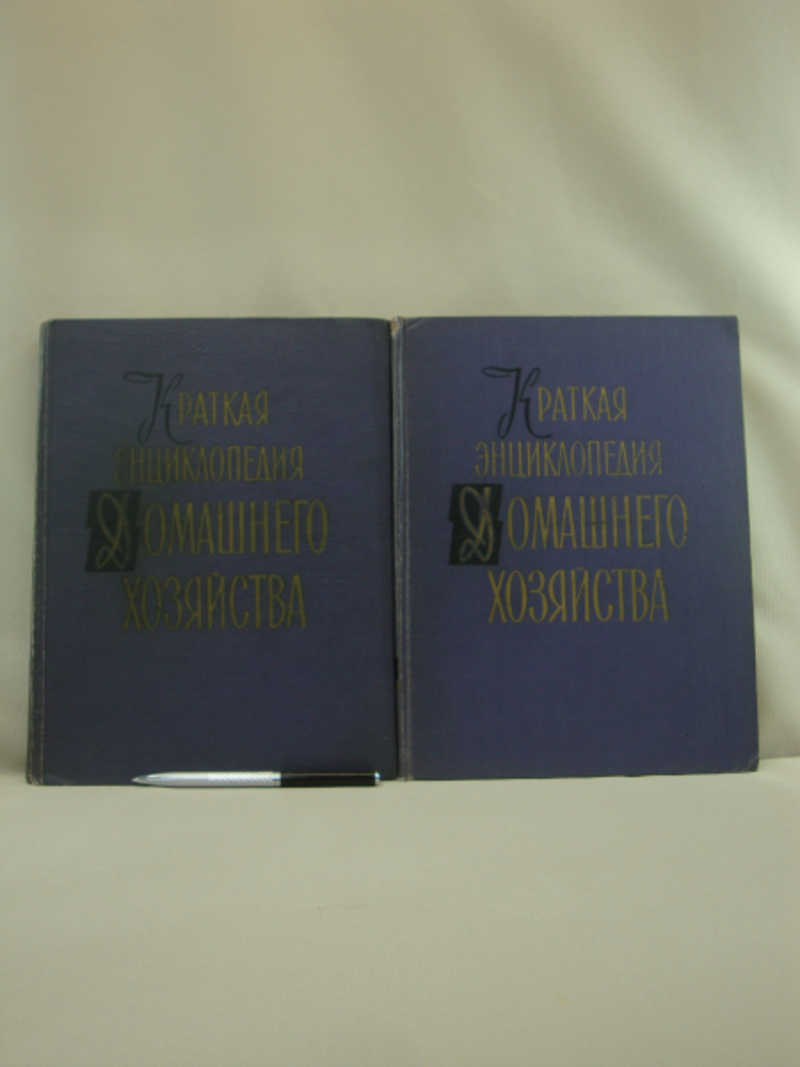 Краткая
энциклопедия
Домашнего
хозяйства
Краткая
энциклопедия
Домашнего
хозяйства